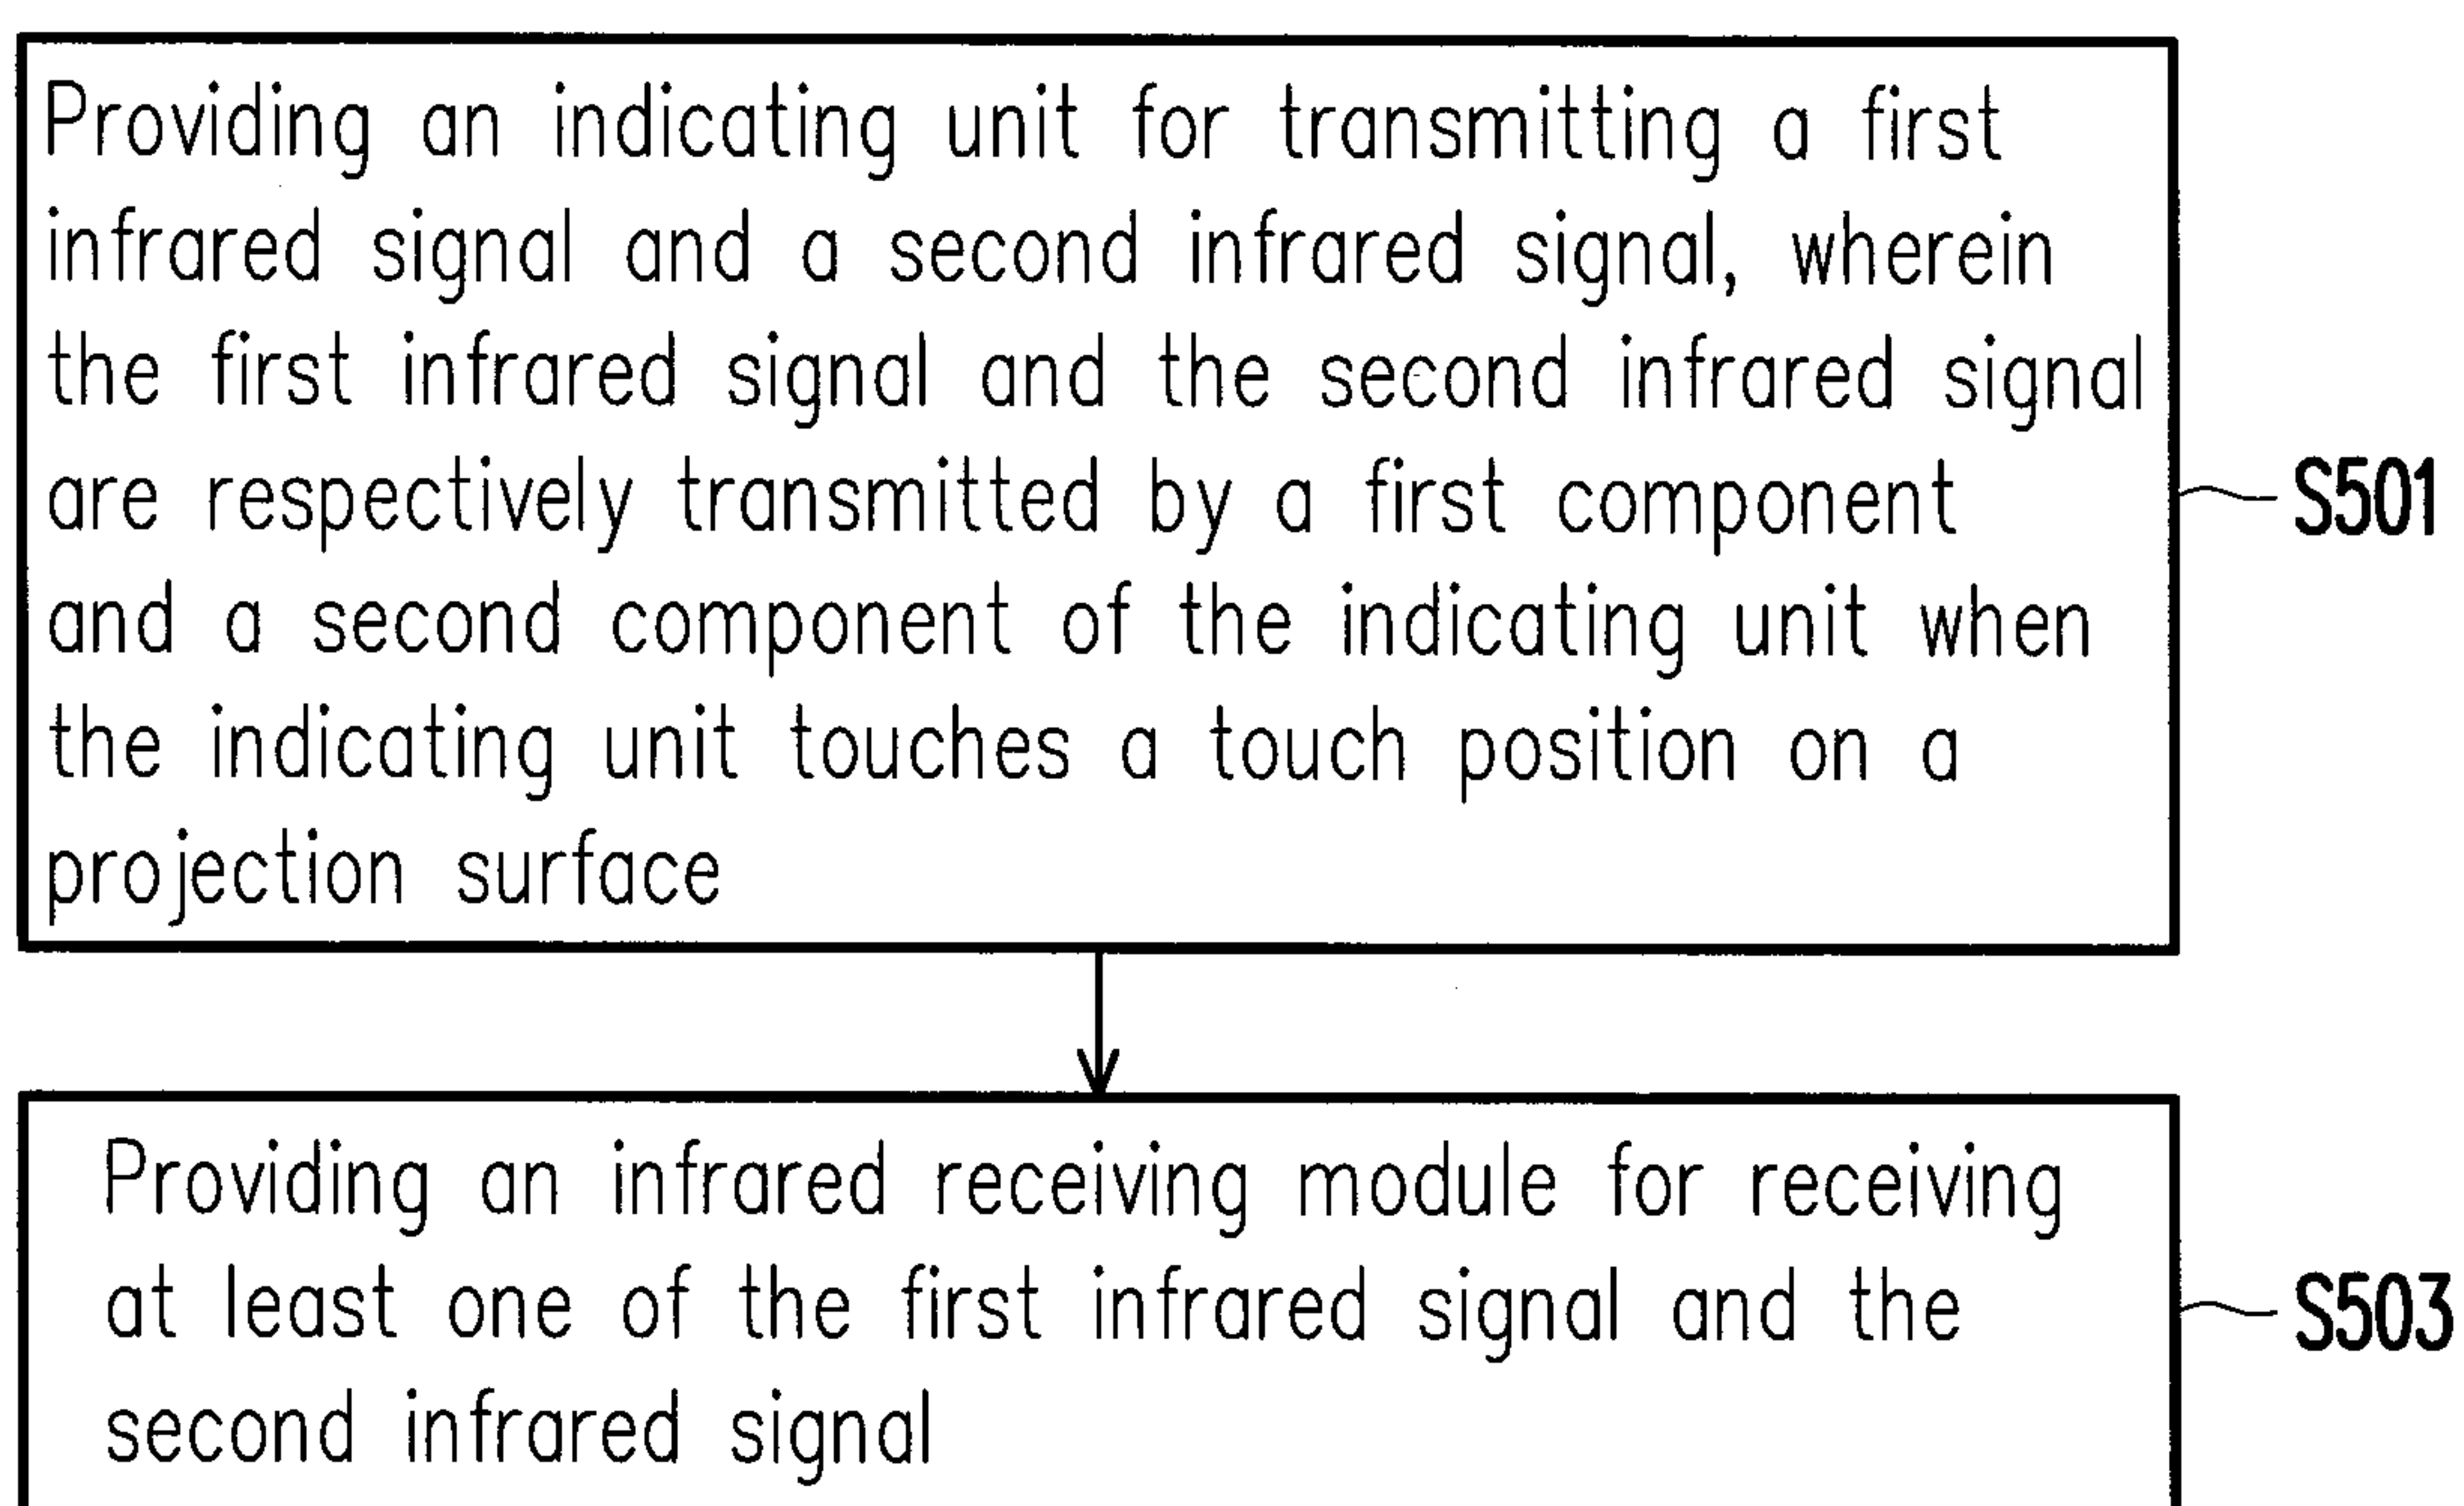 Providing an indicating unit for transmitting a first
infrared signal and a second infrared signal, wherein
the first infrared signal and the second infrared signal
are respectively transmitted by a first component
and a second component of the indicating unit when
the indicating unit touches a touch position on a
projection surface
S501
Providing an infrared receiving module for receiving
at least one of the first infrared signal and the
second infrared signal
S503